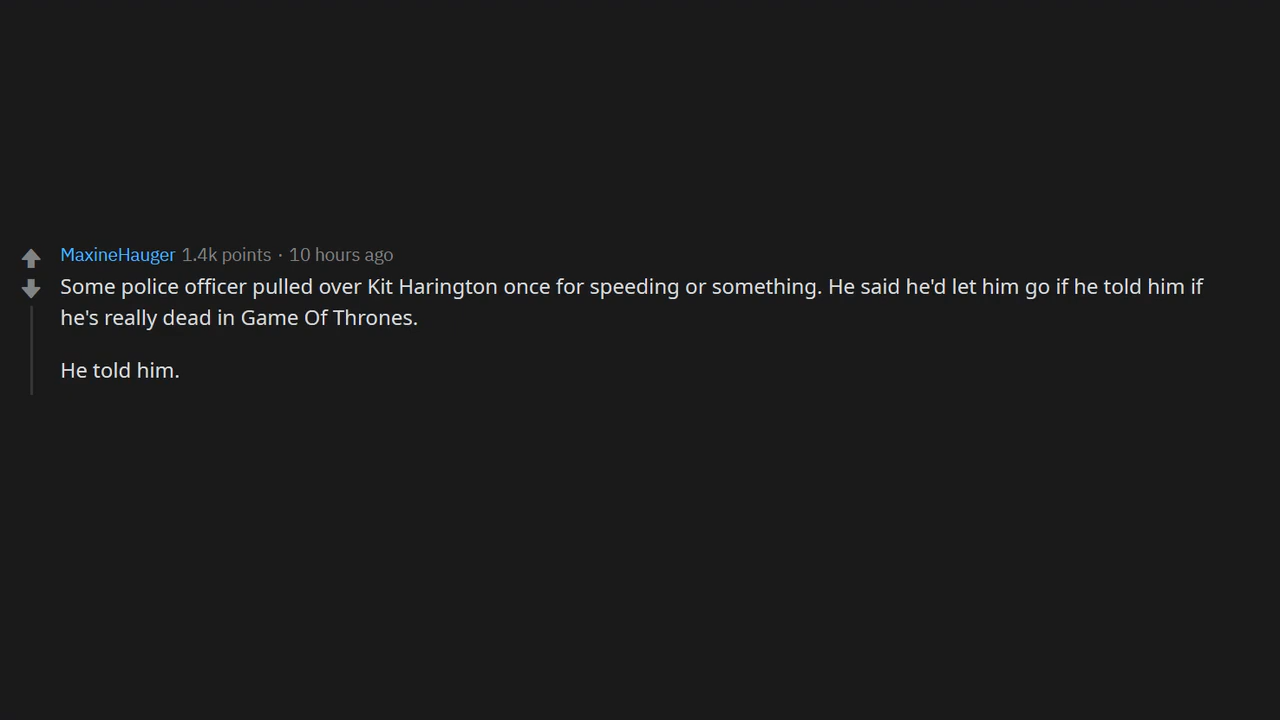 MaxineHauger 1.4k points · 10 hours ago
Some police officer pulled over Kit Harington once for speeding or something. He said he'd let him go if he told him if
he's really dead in Game Of Thrones.
He told him.